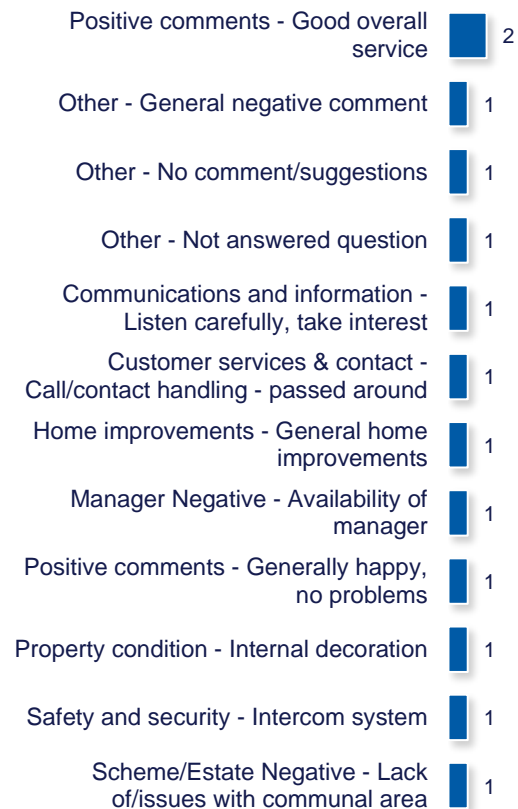 Positive comments - Good overall
service
2
Other - General negative comment
1
Other - No comment/suggestions
1
Other - Not answered question
1
Communications and information -
Listen carefully, take interest
1
Customer services & contact -
Call/contact handling - passed around
1
Home improvements - General home
improvements
1
Manager Negative - Availability of
manager
1
Positive comments - Generally happy,
no problems
1
Property condition - Internal decoration
1
Safety and security - Intercom system
1
Scheme/Estate Negative - Lack
of/issues with communal area
1